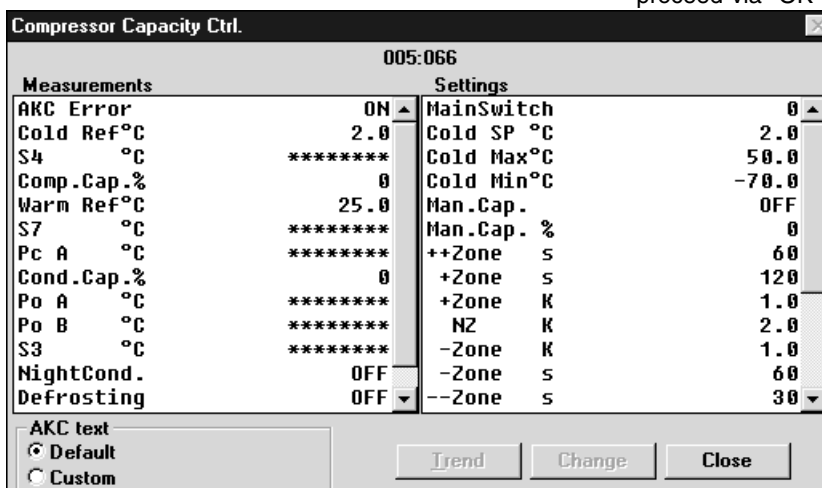 Compressor Capacity Ctrl.
005:066
Measurements
AKC Error ON
Cold Ref°C 2.0
S4 °C ********
Comp.Cap.% 0
Warm Ref°C 25.0
S7 °C ********
Pc A °C ********
Cond.Cap.% 0
Po A °C ********
Po B °C ********
S3 °C ********
NightCond. OFF
Defrosting OFF
Settings
MainSwitch 0
Cold SP °C 2.0
Cold Max°C 50.0
Cold Min°C -70.0
Man.Cap. OFF
Man.Cap. % 0
++Zone s 60
+Zone s 120
+Zone K 1.0
NZ K 2.0
-Zone K 1.0
-Zone s 60
--Zone s 30
AKC text
Default
Custom
Trend
Change
Close